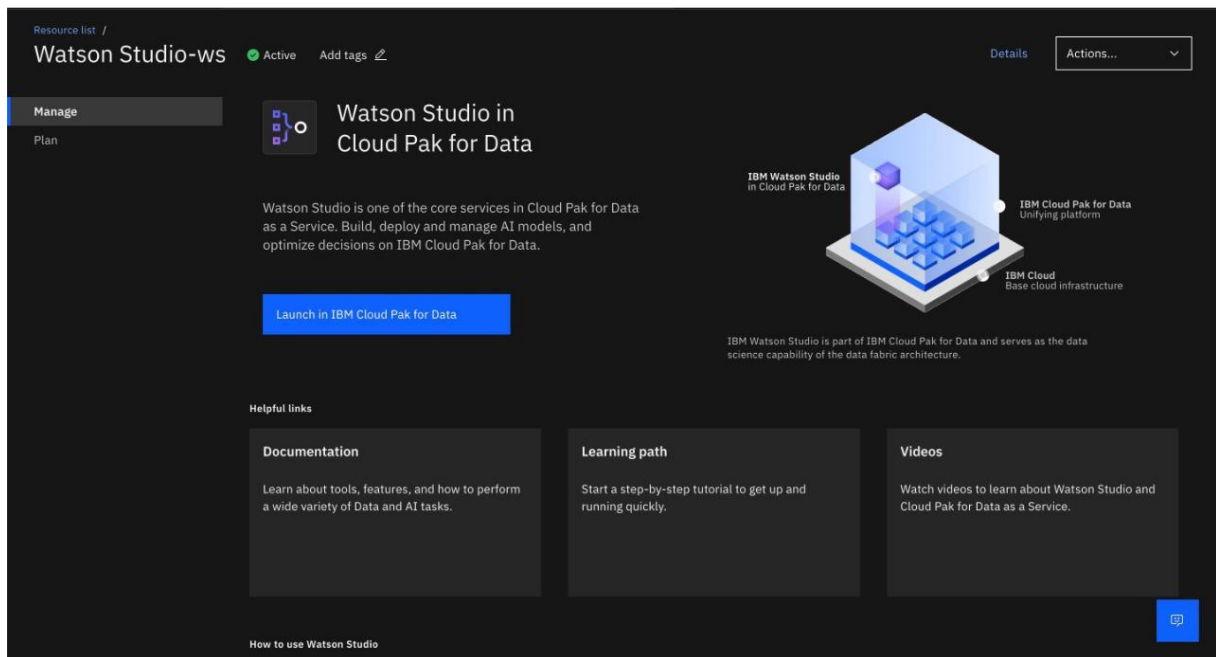 Resource list /
Watson Studio-ws
Active
Add tags
Details
Actions...
Manage
Plan
Watson Studio in
Cloud Pak for Data
Watson Studio is one of the core services in Cloud Pak for Data
as a Service. Build, deploy and manage AI models, and
optimize decisions on IBM Cloud Pak for Data.
Launch in IBM Cloud Pak for Data
IBM Watson Studio
in Cloud Pak for Data
IBM Cloud Pak for Data
Unifying platform
IBM Cloud
Base cloud infrastructure
IBM Watson Studio is part of IBM Cloud Pak for Data and serves as the data
science capability of the data fabric architecture.
Helpful links
Documentation
Learn about tools, features, and how to perform
a wide variety of Data and AI tasks.
Learning path
Start a step-by-step tutorial to get up and
running quickly.
Videos
Watch videos to learn about Watson Studio and
Cloud Pak for Data as a Service.
How to use Watson Studio